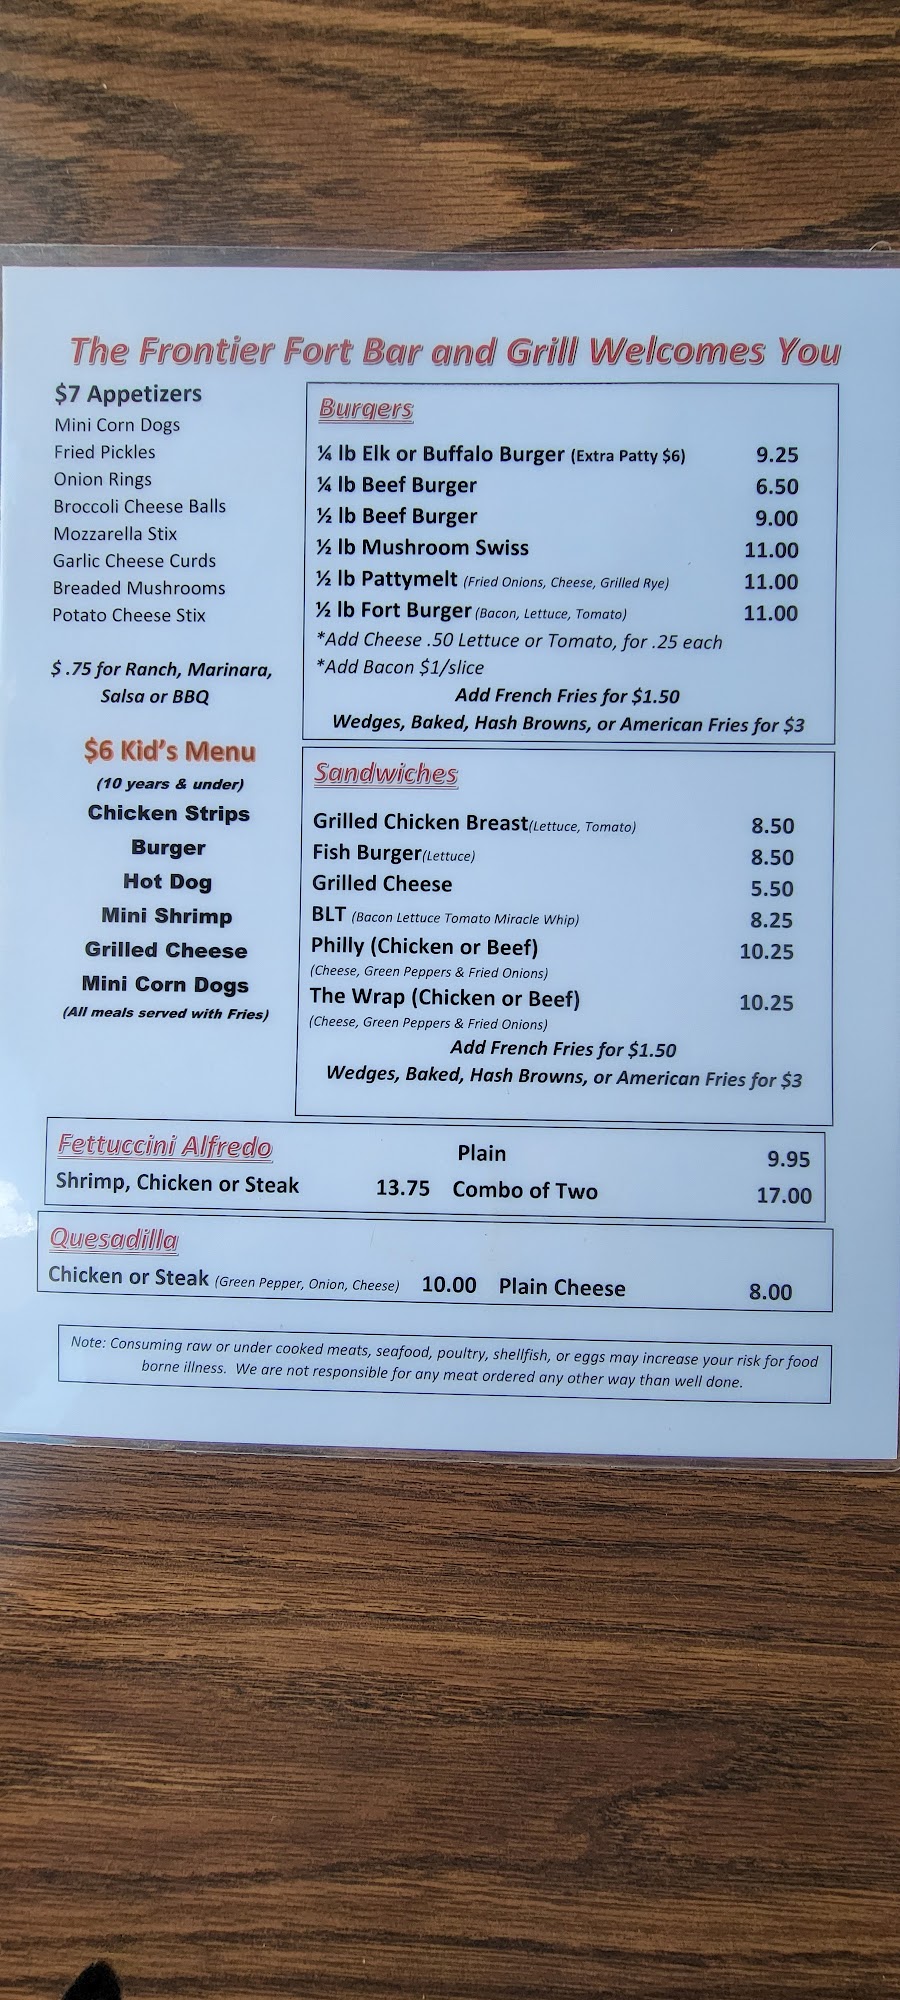 The Frontier Fort Bar and Grill Welcomes You
$7 Appetizers
Mini Corn Dogs
Fried Pickles
Onion Rings
Broccoli Cheese Balls
Mozzarella Stix
Garlic Cheese Curds
Breaded Mushrooms
Potato Cheese Stix
$ .75 for Ranch, Marinara,
Salsa or BBQ
$6 Kid's Menu
(10 years & under)
Chicken Strips
Burger
Hot Dog
Mini Shrimp
Grilled Cheese
Mini Corn Dogs
(All meals served with Fries)
Burgers
¼ lb Elk or Buffalo Burger (Extra Patty $6) 9.25
¼ lb Beef Burger 6.50
½ lb Beef Burger 9.00
½ lb Mushroom Swiss 11.00
½ lb Pattymelt (Fried Onions, Cheese, Grilled Rye) 11.00
½ lb Fort Burger (Bacon, Lettuce, Tomato) 11.00
*Add Cheese .50 Lettuce or Tomato, for .25 each
*Add Bacon $1/slice
Add French Fries for $1.50
Wedges, Baked, Hash Browns, or American Fries for $3
Sandwiches
Grilled Chicken Breast(Lettuce, Tomato) 8.50
Fish Burger(Lettuce) 8.50
Grilled Cheese 5.50
BLT (Bacon Lettuce Tomato Miracle Whip) 8.25
Philly (Chicken or Beef) 10.25
(Cheese, Green Peppers & Fried Onions)
The Wrap (Chicken or Beef) 10.25
(Cheese, Green Peppers & Fried Onions)
Add French Fries for $1.50
Wedges, Baked, Hash Browns, or American Fries for $3
Fettuccini Alfredo Plain 9.95
Shrimp, Chicken or Steak 13.75 Combo of Two 17.00
Quesadilla
Chicken or Steak (Green Pepper, Onion, Cheese) 10.00 Plain Cheese 8.00
Note: Consuming raw or under cooked meats, seafood, poultry, shellfish, or eggs may increase your risk for food
borne illness. We are not responsible for any meat ordered any other way than well done.